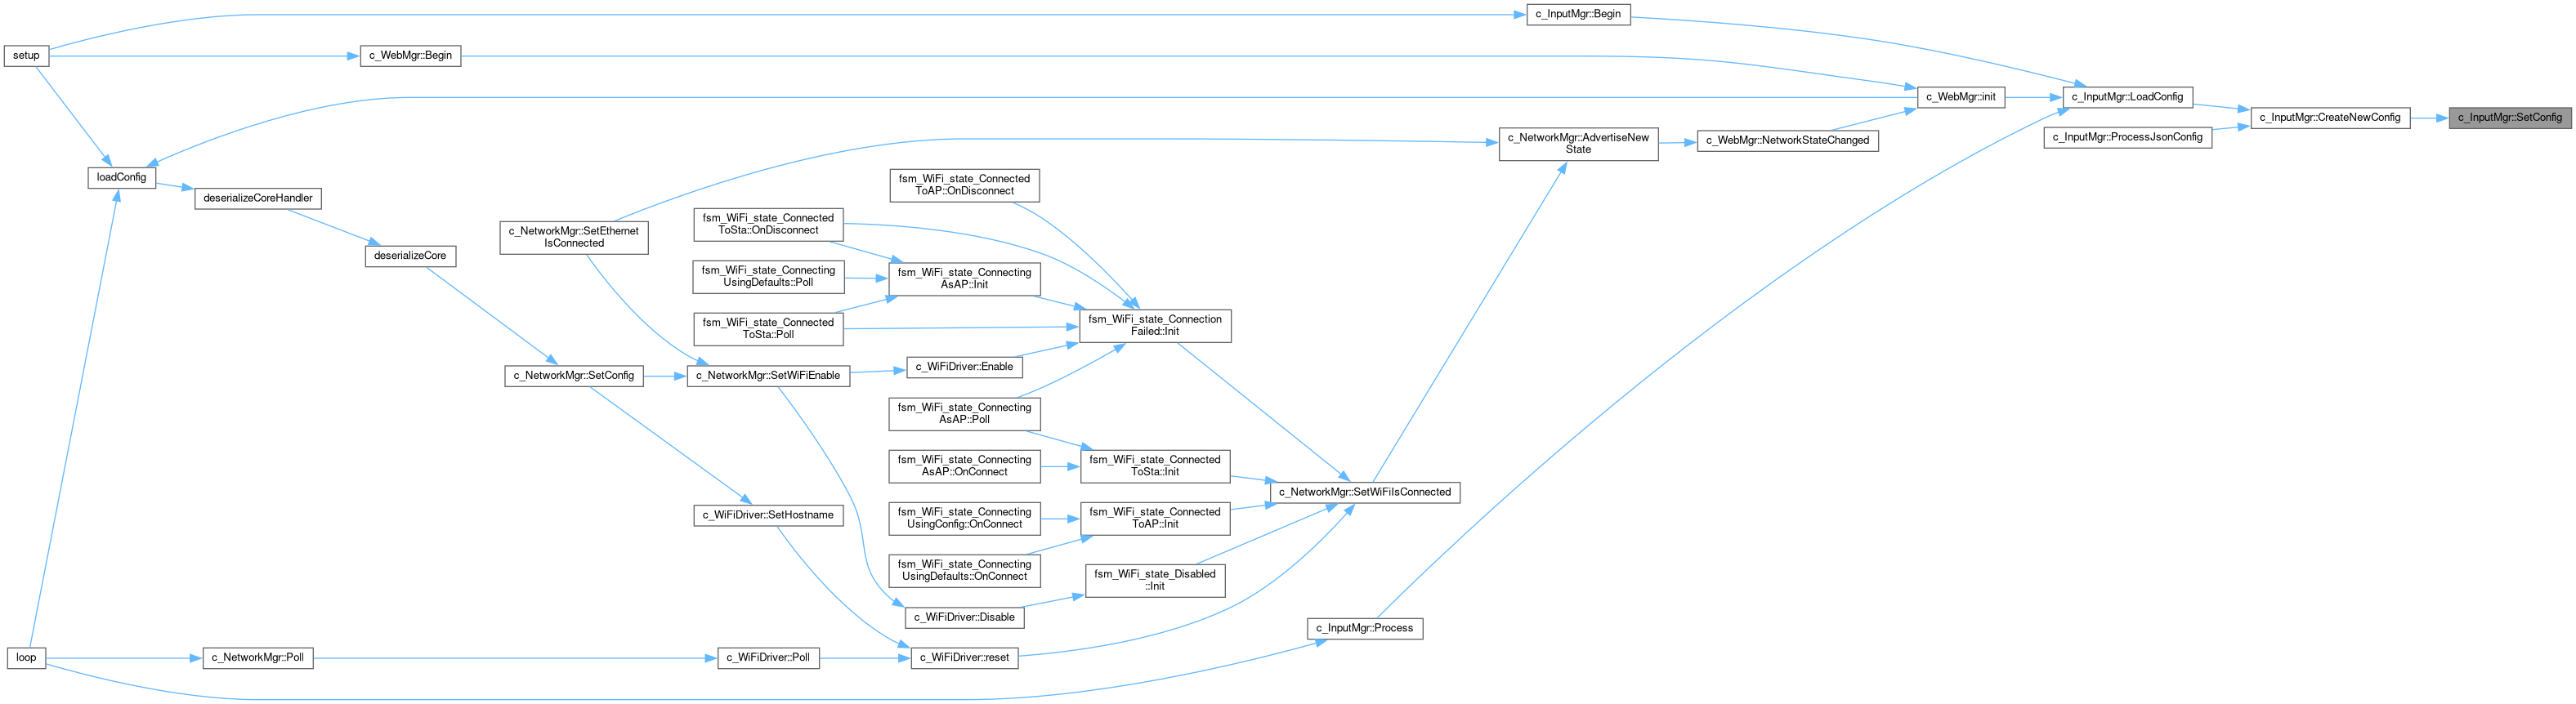 c_InputMgr::Begin
setup
c_WebMgr::Begin
c_WebMgr::init
c_InputMgr::LoadConfig
c_InputMgr::CreateNewConfig
c_InputMgr::SetConfig
c_InputMgr::ProcessJsonConfig
c_NetworkMgr::AdvertiseNew
State
c_WebMgr::NetworkStateChanged
loadConfig
deserializeCoreHandler
fsm_WiFi_state_Connected
ToAP::OnDisconnect
fsm_WiFi_state_Connected
ToSta::OnDisconnect
c_NetworkMgr::SetEthernet
IsConnected
deserializeCore
fsm_WiFi_state_Connecting
UsingDefaults::Poll
fsm_WiFi_state_Connecting
AsAP::Init
fsm_WiFi_state_Connected
ToSta::Poll
fsm_WiFi_state_Connection
Failed::Init
c_NetworkMgr::SetConfig
c_NetworkMgr::SetWiFiEnable
c_WiFiDriver::Enable
fsm_WiFi_state_Connecting
AsAP::Poll
fsm_WiFi_state_Connecting
AsAP::OnConnect
fsm_WiFi_state_Connected
ToSta::Init
c_NetworkMgr::SetWiFiIsConnected
c_WiFiDriver::SetHostname
fsm_WiFi_state_Connecting
UsingConfig::OnConnect
fsm_WiFi_state_Connected
ToAP::Init
fsm_WiFi_state_Connecting
UsingDefaults::OnConnect
fsm_WiFi_state_Disabled
::Init
c_WiFiDriver::Disable
c_InputMgr::Process
loop
c_NetworkMgr::Poll
c_WiFiDriver::Poll
c_WiFiDriver::reset